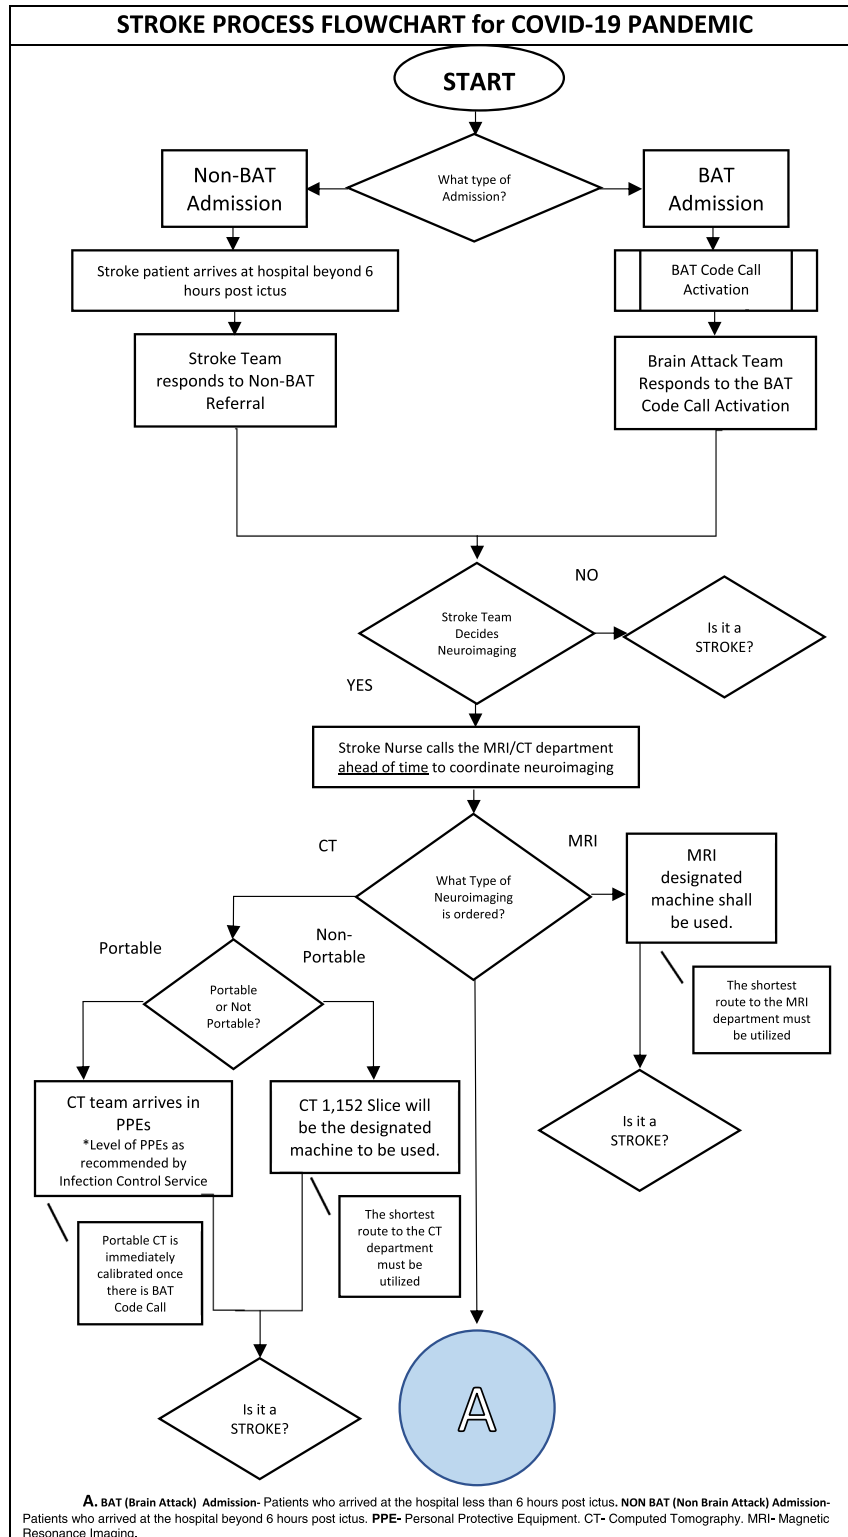 STROKE PROCESS FLOWCHART for COVID-19 PANDEMIC
START
What type of
Admission?
Non-BAT
Admission
BAT
Admission
Stroke patient arrives at hospital beyond 6
hours post ictus
BAT Code Call
Activation
Stroke Team
responds to Non-BAT
Referral
Brain Attack Team
Responds to the BAT
Code Call Activation
NO
Stroke Team
Decides
Neuroimaging
Is it a
STROKE?
YES
Stroke Nurse calls the MRI/CT department
ahead of time to coordinate neuroimaging
CT
MRI
What Type of
Neuroimaging
is ordered?
MRI
designated
machine shall
be used.
Portable
Non-
Portable
Portable
or Not
Portable?
The shortest
route to the MRI
department must
be utilized
CT team arrives in
PPEs
*Level of PPEs as
recommended by
Infection Control Service
CT 1,152 Slice will
be the designated
machine to be used.
Is it a
STROKE?
Portable CT is
immediately
calibrated once
there is BAT
Code Call
The shortest
route to the CT
department
must be
utilized
Is it a
STROKE?
A
A. BAT (Brain Attack) Admission- Patients who arrived at the hospital less than 6 hours post ictus. NON BAT (Non Brain Attack) Admission-
Patients who arrived at the hospital beyond 6 hours post ictus. PPE- Personal Protective Equipment. CT- Computed Tomography. MRI- Magnetic
Resonance Imaging.